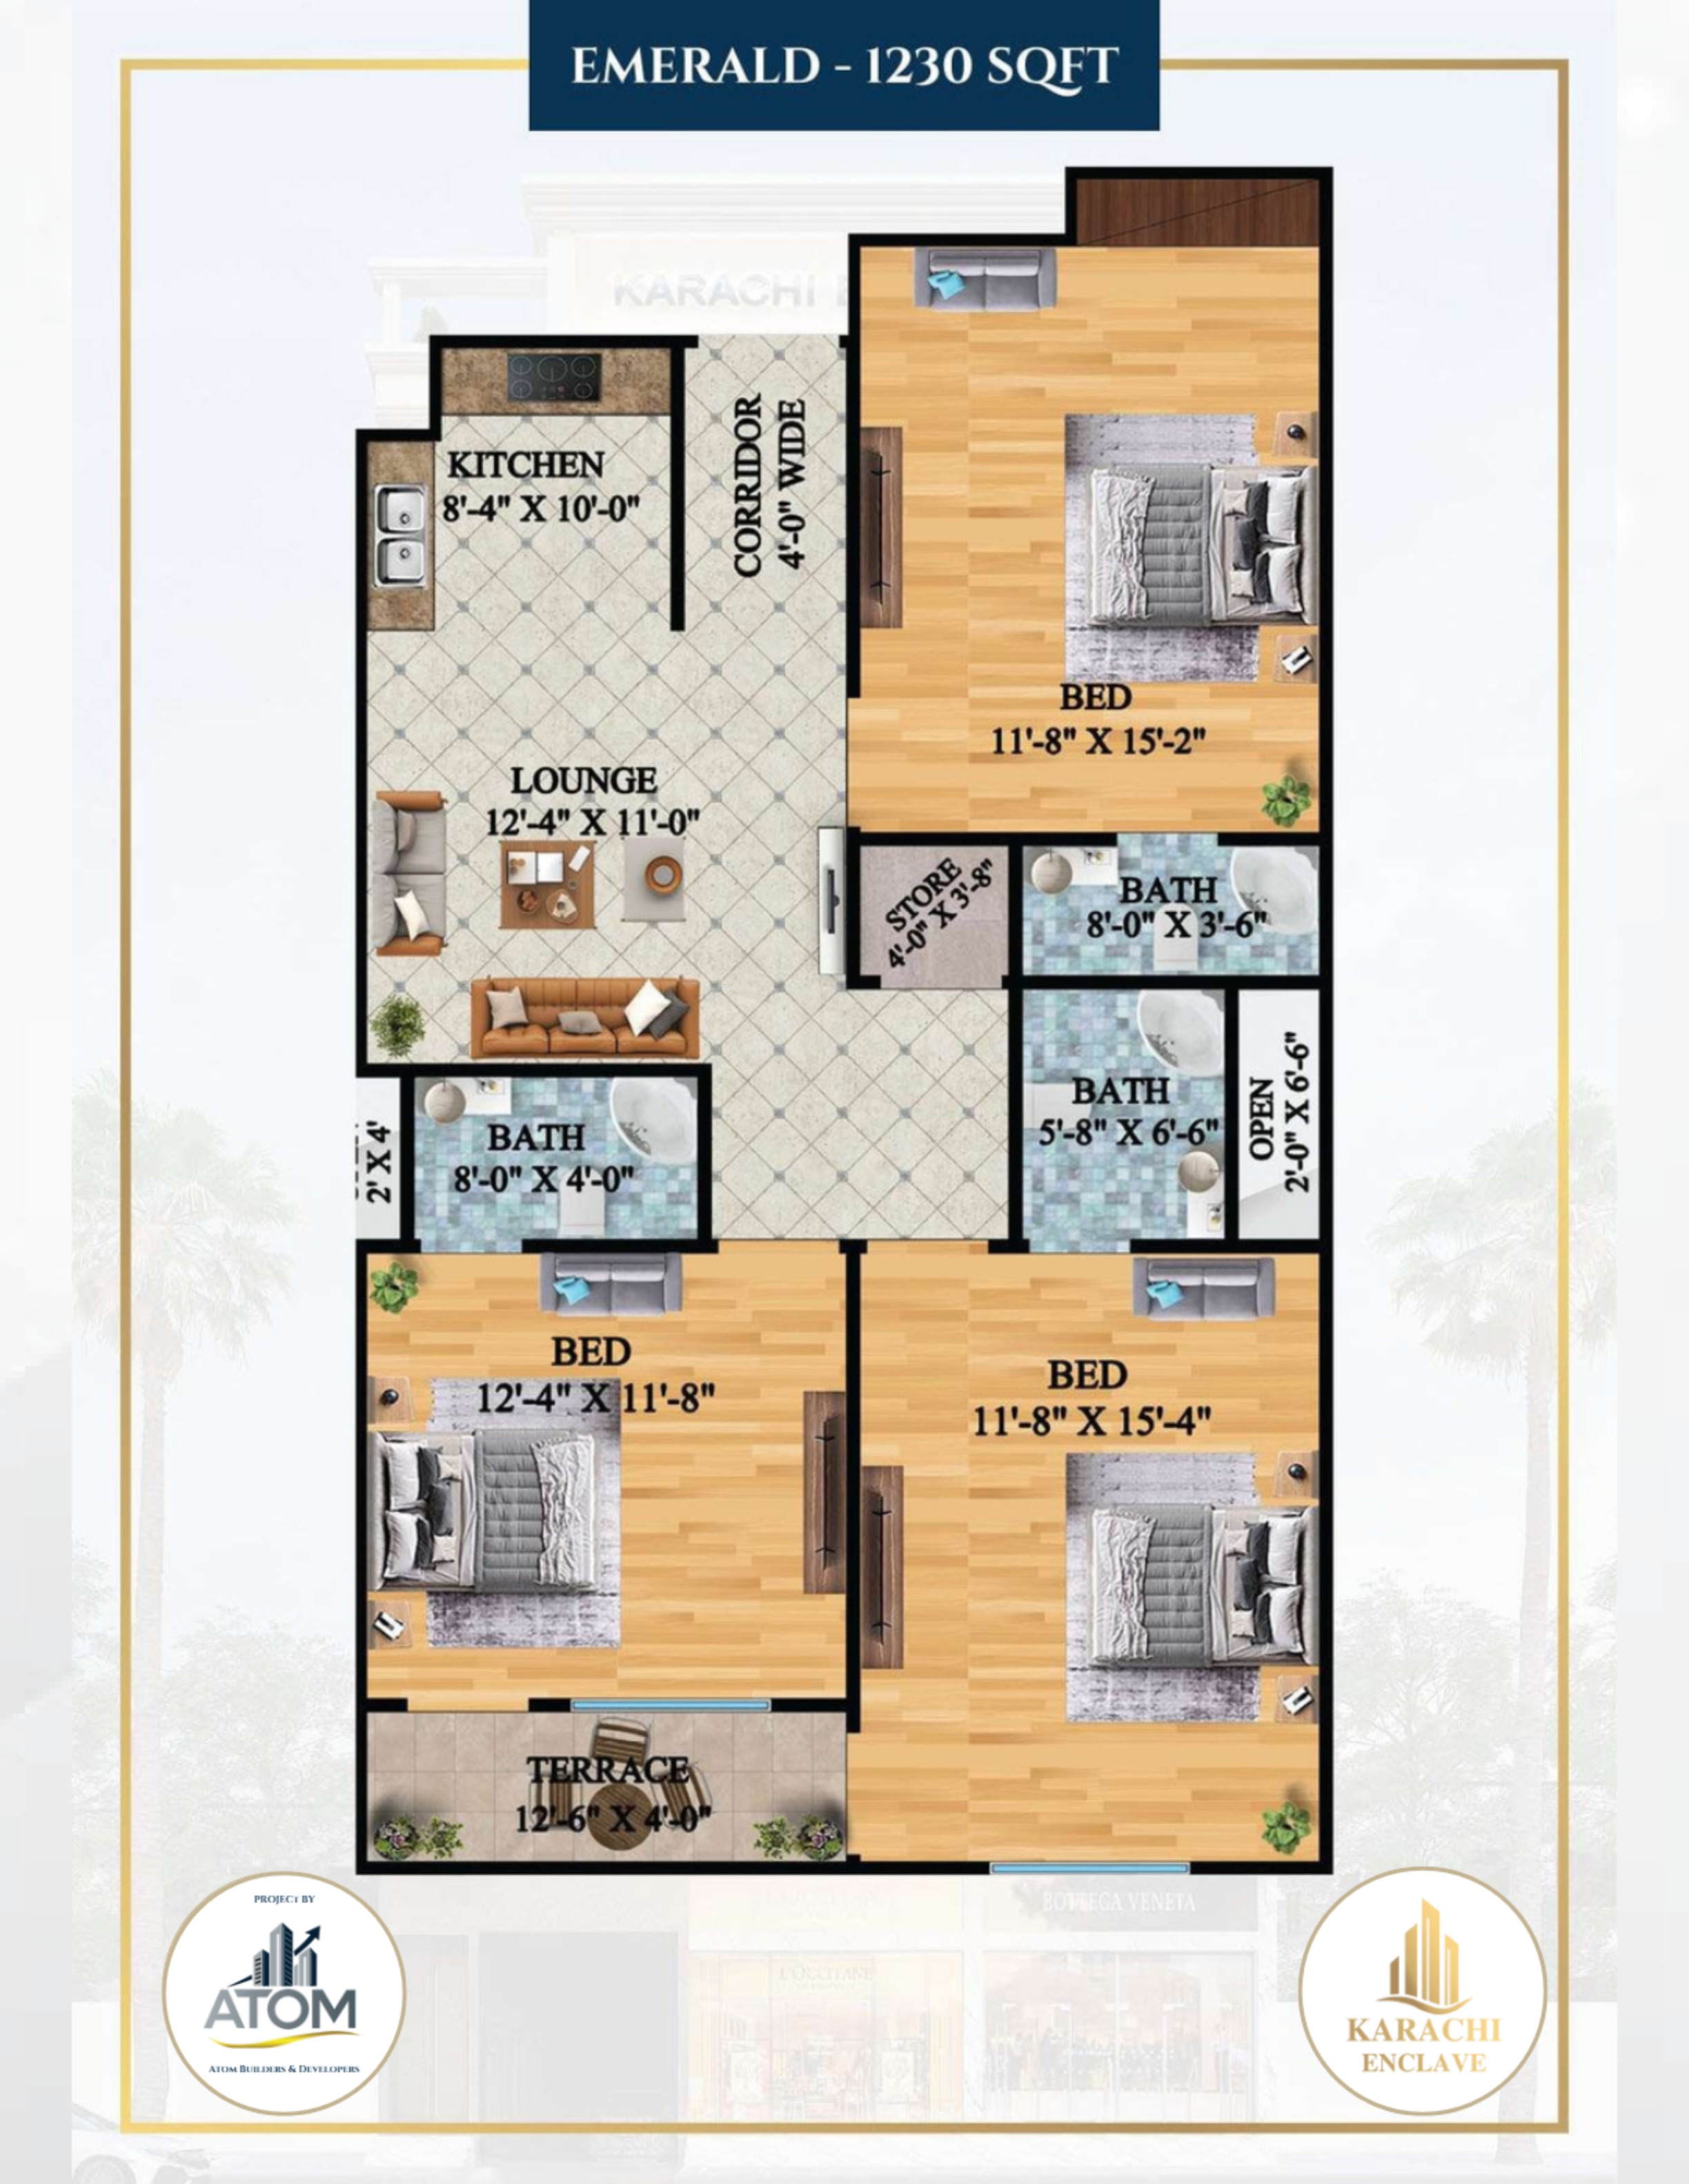 EMERALD - 1230 SQFT
KARACHI
KITCHEN
8'-4" X 10'-0"
CORRIDOR
4'-0" WIDE
BED
11'-8" X 15'-2"
LOUNGE
12'-4" X 11'-0"
STORE
4'-0" X 3'-8"
BATH
8'-0" X 3'-6"
BATH
5'-8" X 6'-6"
OPEN
2'-0" X 6'-6"
2' X 4'
BATH
8'-0" X 4'-0"
BED
12'-4" X 11'-8"
BED
11'-8" X 15'-4"
TERRACE
12'-6" X 4'-0"
BOTTEGA VENETA
L'OCCITANE
PROJECT BY
ATOM
ATOM BUILDERS & DEVELOPERS
KARACHI
ENCLAVE